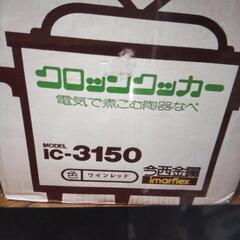 クロックワッカー
電気で煮こむ陶器なべ
MODEL
IC-3150
色 ワインレッド
今西金属
imarflex